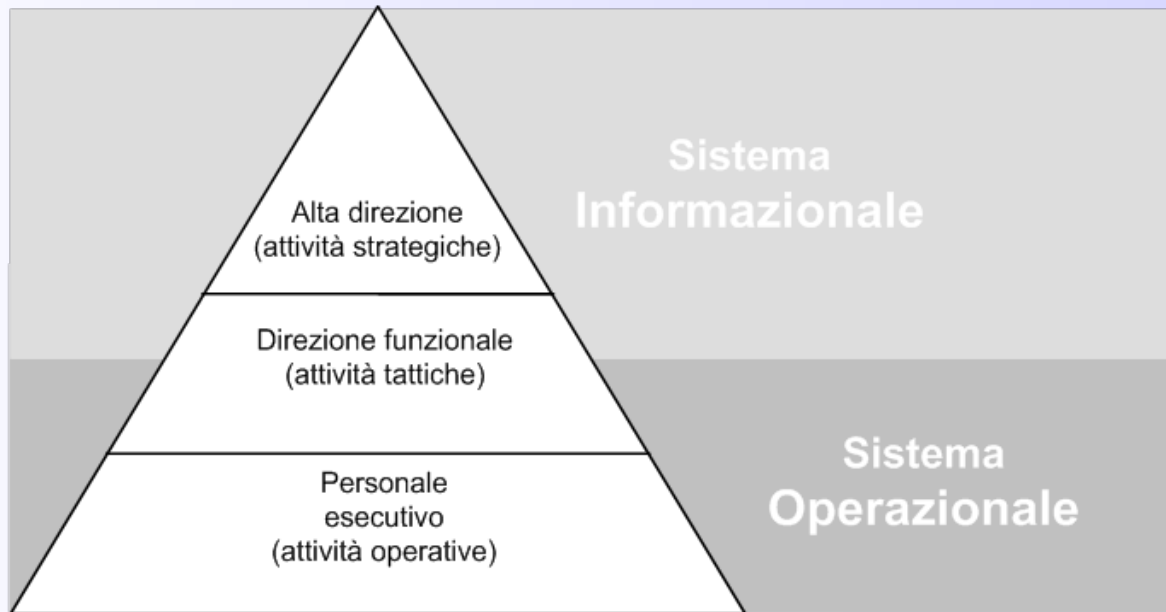 Alta direzione
(attività strategiche)
Direzione funzionale
(attività tattiche)
Personale
esecutivo
(attività operative)
Sistema
Informazionale
Sistema
Operazionale